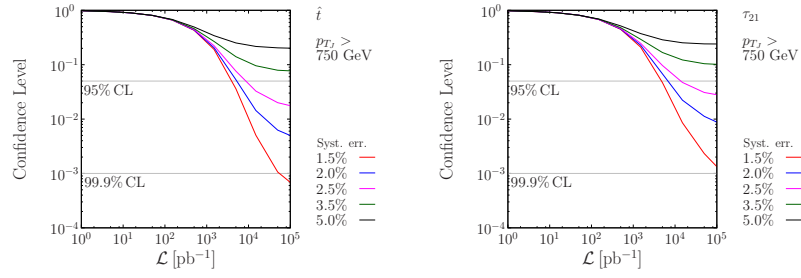 10^0
10^-1
10^-2
10^-3
10^-4
Confidence Level
95% CL
99.9% CL
10^0 10^1 10^2 10^3 10^4 10^5
ℒ [pb^-1]
t̂
p_{T_J} >
750 GeV
Syst. err.
1.5%
2.0%
2.5%
3.5%
5.0%
10^0
10^-1
10^-2
10^-3
10^-4
Confidence Level
95% CL
99.9% CL
10^0 10^1 10^2 10^3 10^4 10^5
ℒ [pb^-1]
τ_21
p_{T_J} >
750 GeV
Syst. err.
1.5%
2.0%
2.5%
3.5%
5.0%